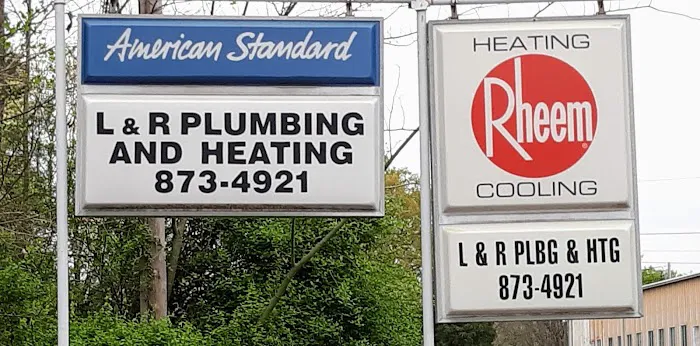 American Standard
L & R PLUMBING
AND HEATING
873-4921
HEATING
Rheem
COOLING
L & R PLBG & HTG
873-4921